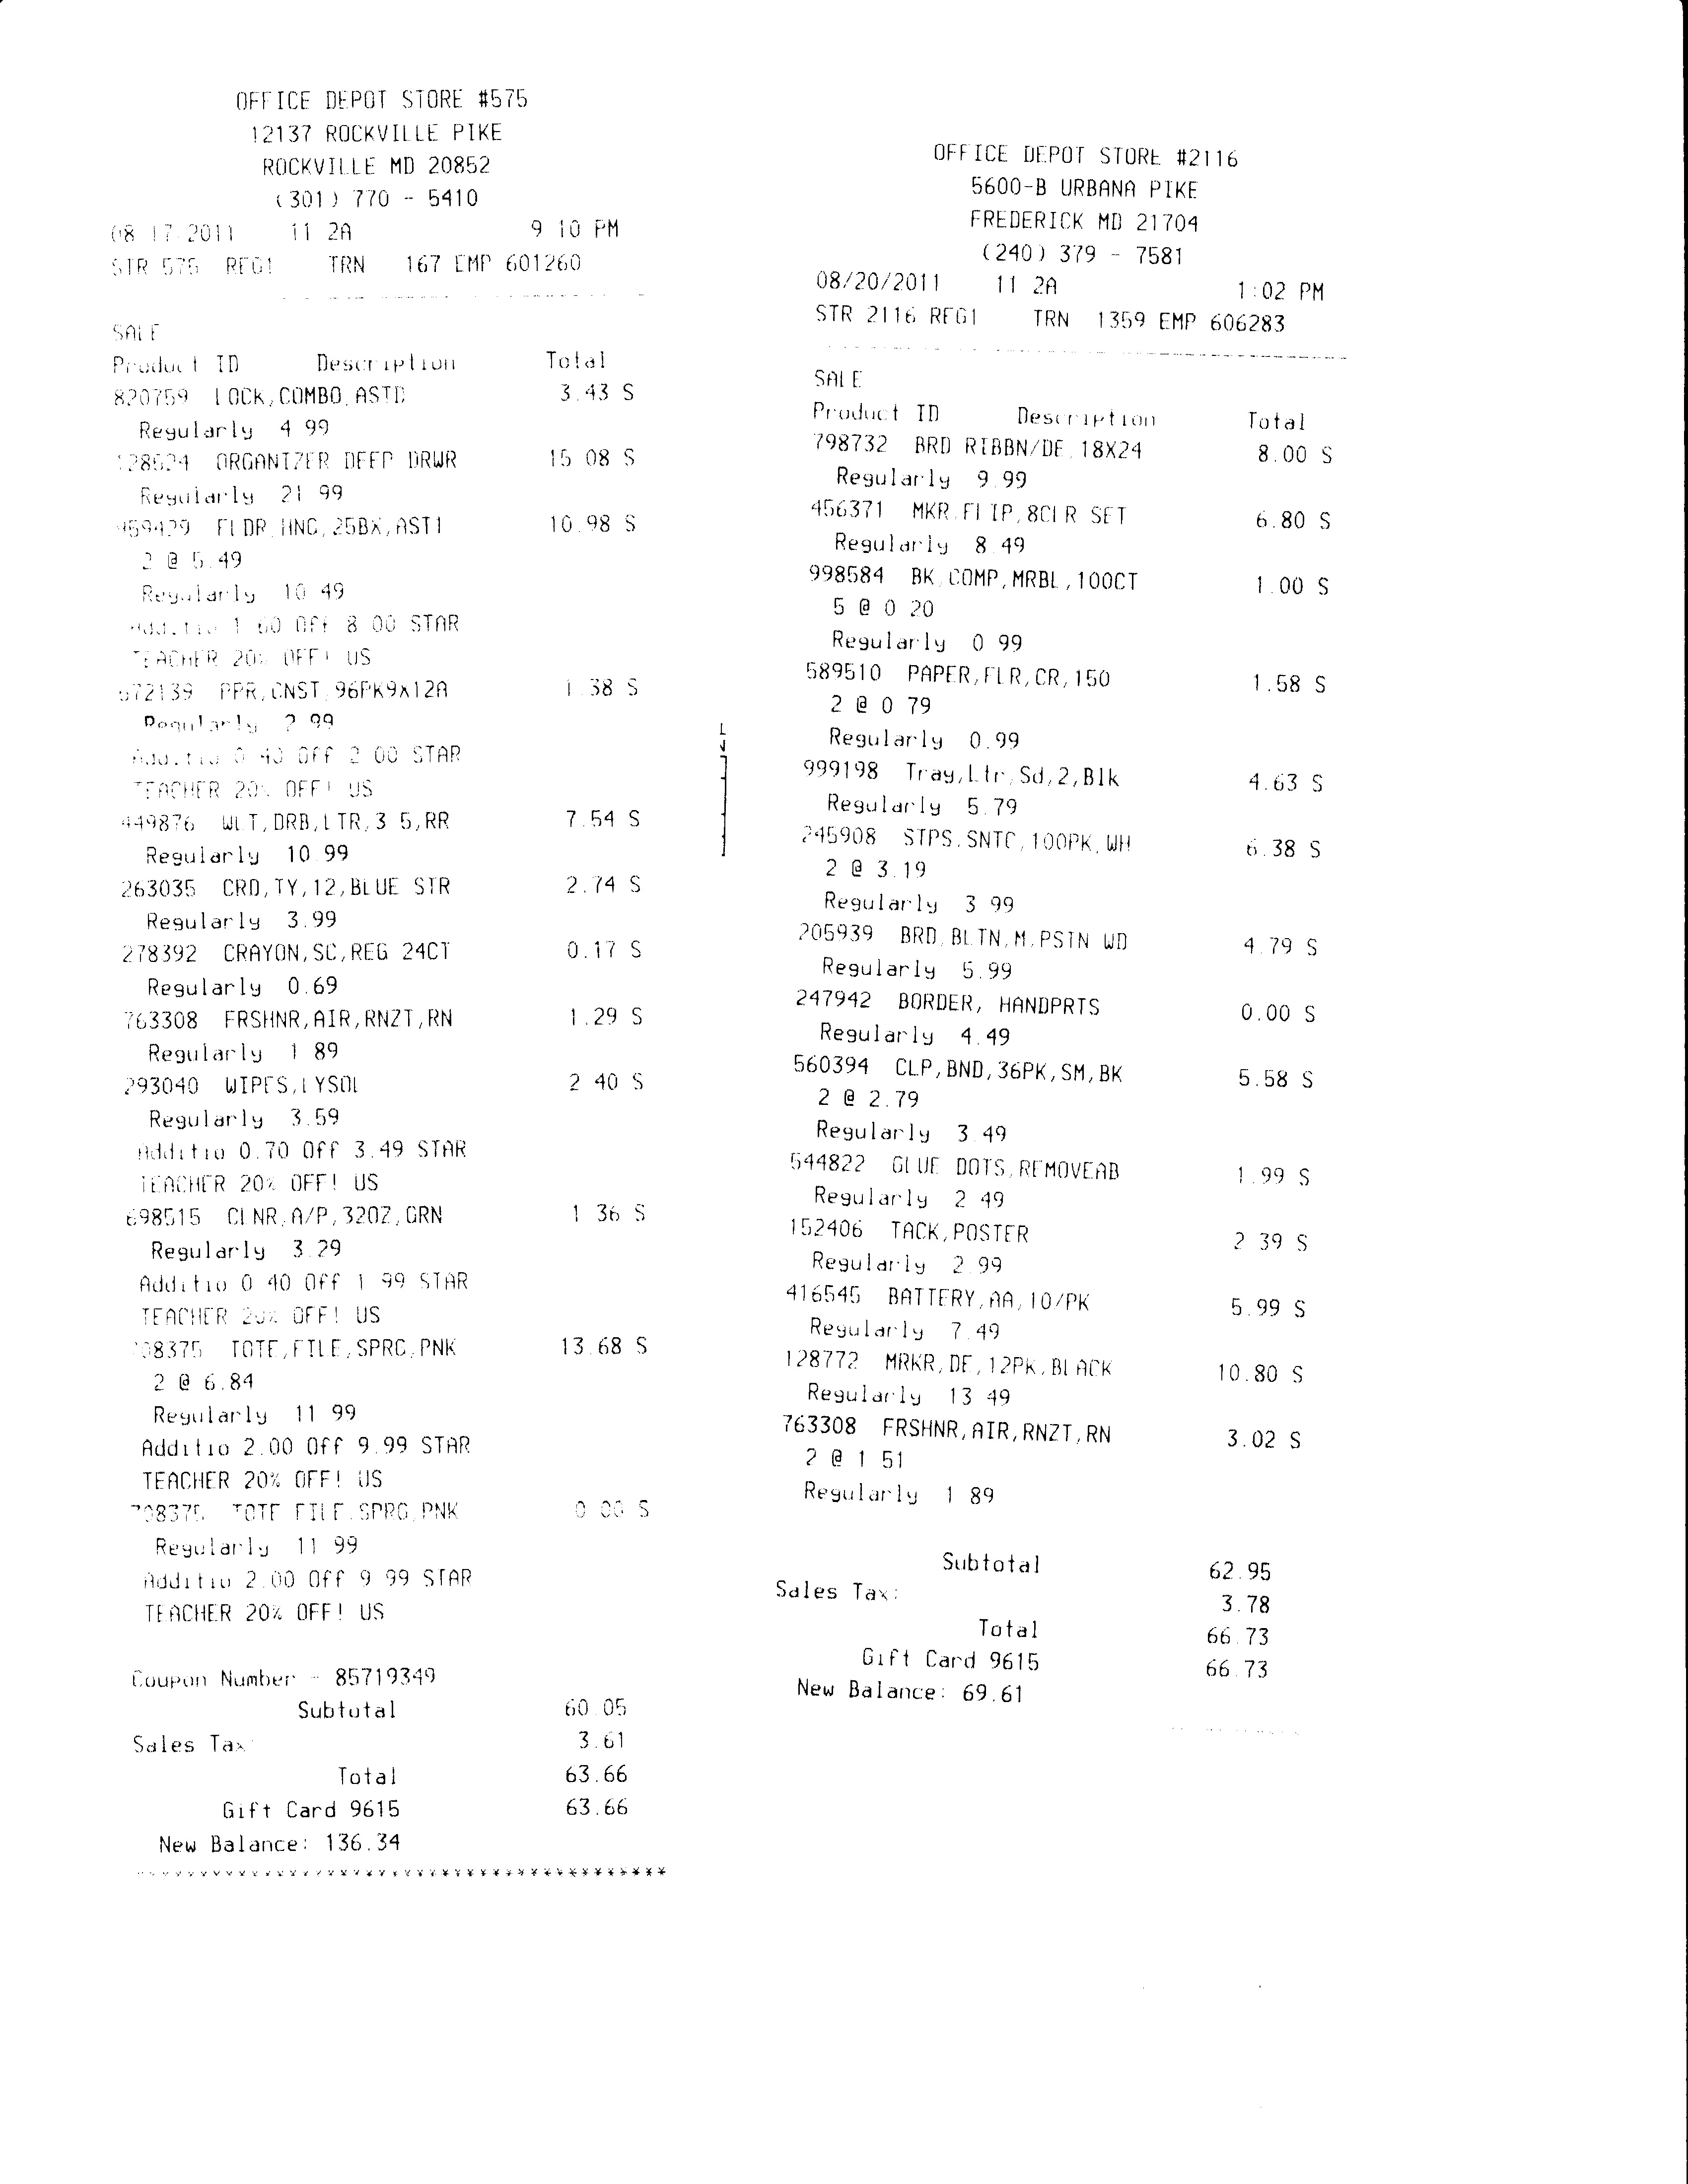 OFFICE DEPOT STORE #575
12137 ROCKVILLE PIKE
ROCKVILLE MD 20852
(301) 770 - 5410
08 17 2011 11 2A 9 10 PM
STR 575 REG1 TRN 167 EMP 601260
SALE
Product ID Description Total
820759 LOCK,COMBO,ASTD 3.43 S
Regularly 4 99
128524 ORGANIZER DEEP DRWR 15 08 S
Regularly 21 99
459429 FLDR,HNG,25BX,AST1 10.98 S
2 @ 5.49
Regularly 10 49
Additio 1 60 Off 8 00 STAR
TEACHER 20% OFF! US
572139 PPR,CNST,96PK9X12A 1.38 S
Regularly 2 99
Additio 0 40 Off 2 00 STAR
TEACHER 20% OFF! US
449876 WLT,DRB,LTR,3 5,RR 7.54 S
Regularly 10 99
263035 CRD,TY,12,BLUE STR 2.74 S
Regularly 3.99
278392 CRAYON,SC,REG 24CT 0.17 S
Regularly 0.69
763308 FRSHNR,AIR,RNZT,RN 1.29 S
Regularly 1 89
293040 WIPES,LYSOL 2 40 S
Regularly 3.59
Additio 0.70 Off 3.49 STAR
TEACHER 20% OFF! US
698515 CLNR,A/P,32OZ,GRN 1 36 S
Regularly 3.29
Additio 0 40 Off 1 99 STAR
TEACHER 20% OFF! US
708375 TOTE,FILE,SPRG,PNK 13.68 S
2 @ 6.84
Regularly 11 99
Additio 2.00 Off 9.99 STAR
TEACHER 20% OFF! US
708375 TOTE FILE,SPRG,PNK 0 00 S
Regularly 11 99
Additio 2.00 Off 9 99 STAR
TEACHER 20% OFF! US
Coupon Number - 85719349
Subtotal 60 05
Sales Tax: 3.61
Total 63.66
Gift Card 9615 63.66
New Balance: 136.34
OFFICE DEPOT STORE #2116
5600-B URBANA PIKE
FREDERICK MD 21704
(240) 379 - 7581
08/20/2011 11 2A 1:02 PM
STR 2116 REG1 TRN 1359 EMP 606283
SALE
Product ID Description Total
798732 BRD RIBBN/DE,18X24 8.00 S
Regularly 9.99
456371 MKR,FLIP,8CLR SET 6.80 S
Regularly 8 49
998584 BK,COMP,MRBL,100CT 1.00 S
5 @ 0 20
Regularly 0 99
589510 PAPER,FLR,CR,150 1.58 S
2 @ 0 79
Regularly 0.99
999198 Tray,Ltr,Sd,2,Blk 4.63 S
Regularly 5.79
245908 STPS,SNTC,100PK,WH 6.38 S
2 @ 3.19
Regularly 3 99
205939 BRD,BLTN,M,PSTN WD 4.79 S
Regularly 5.99
247942 BORDER, HANDPRTS 0.00 S
Regularly 4.49
560394 CLP,BND,36PK,SM,BK 5.58 S
2 @ 2.79
Regularly 3 49
544822 GLUE DOTS,REMOVEAB 1.99 S
Regularly 2 49
152406 TACK,POSTER 2 39 S
Regularly 2.99
416545 BATTERY,AA,10/PK 5.99 S
Regularly 7.49
128772 MRKR,DE,12PK,BLACK 10.80 S
Regularly 13 49
763308 FRSHNR,AIR,RNZT,RN 3.02 S
2 @ 1 51
Regularly 1 89
Subtotal 62.95
Sales Tax: 3.78
Total 66.73
Gift Card 9615 66.73
New Balance: 69.61